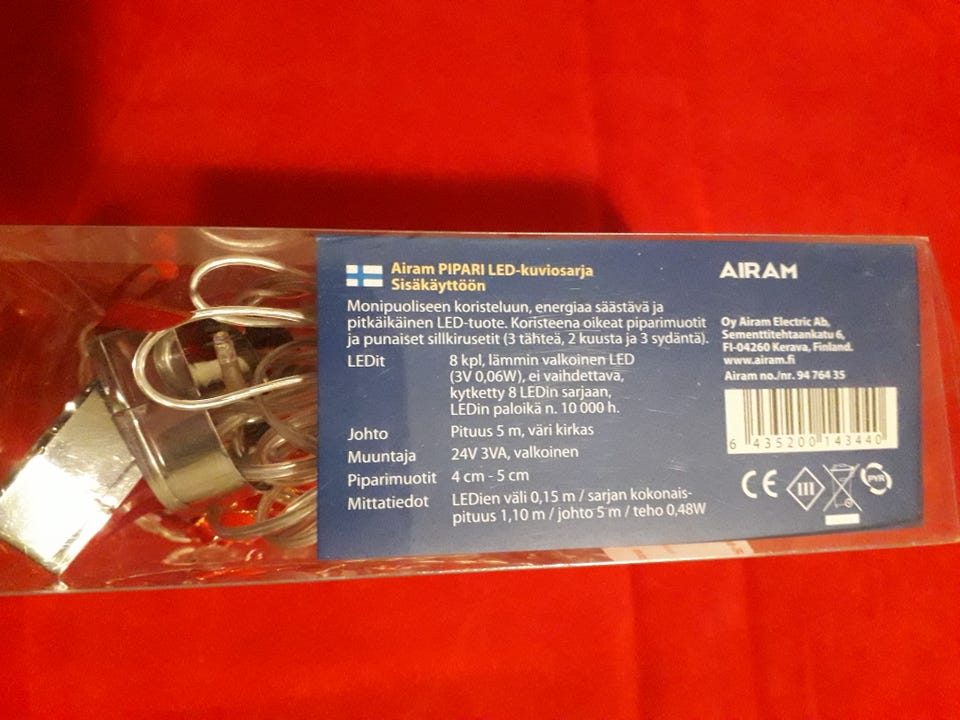 Airam PIPARI LED-kuviosarja
Sisäkäyttöön
Monipuoliseen koristeluun, energiaa säästävä ja
pitkäikäinen LED-tuote. Koristeena oikeat piparimuotit
ja punaiset sillkirusetit (3 tähteä, 2 kuusta ja 3 sydäntä).
LEDit 8 kpl, lämmin valkoinen LED
(3V 0,06W), ei vaihdettava,
kytketty 8 LEDin sarjaan,
LEDin paloikä n. 10 000 h.
Johto Pituus 5 m, väri kirkas
Muuntaja 24V 3VA, valkoinen
Piparimuotit 4 cm - 5 cm
Mittatiedot LEDien väli 0,15 m / sarjan kokonais-
pituus 1,10 m / johto 5 m / teho 0,48W
AIRAM
Oy Airam Electric Ab,
Sementtitehtaankatu 6,
FI-04260 Kerava, Finland.
www.airam.fi
Airam no./nr. 94 764 35
6 435200 143440
CE III PYR